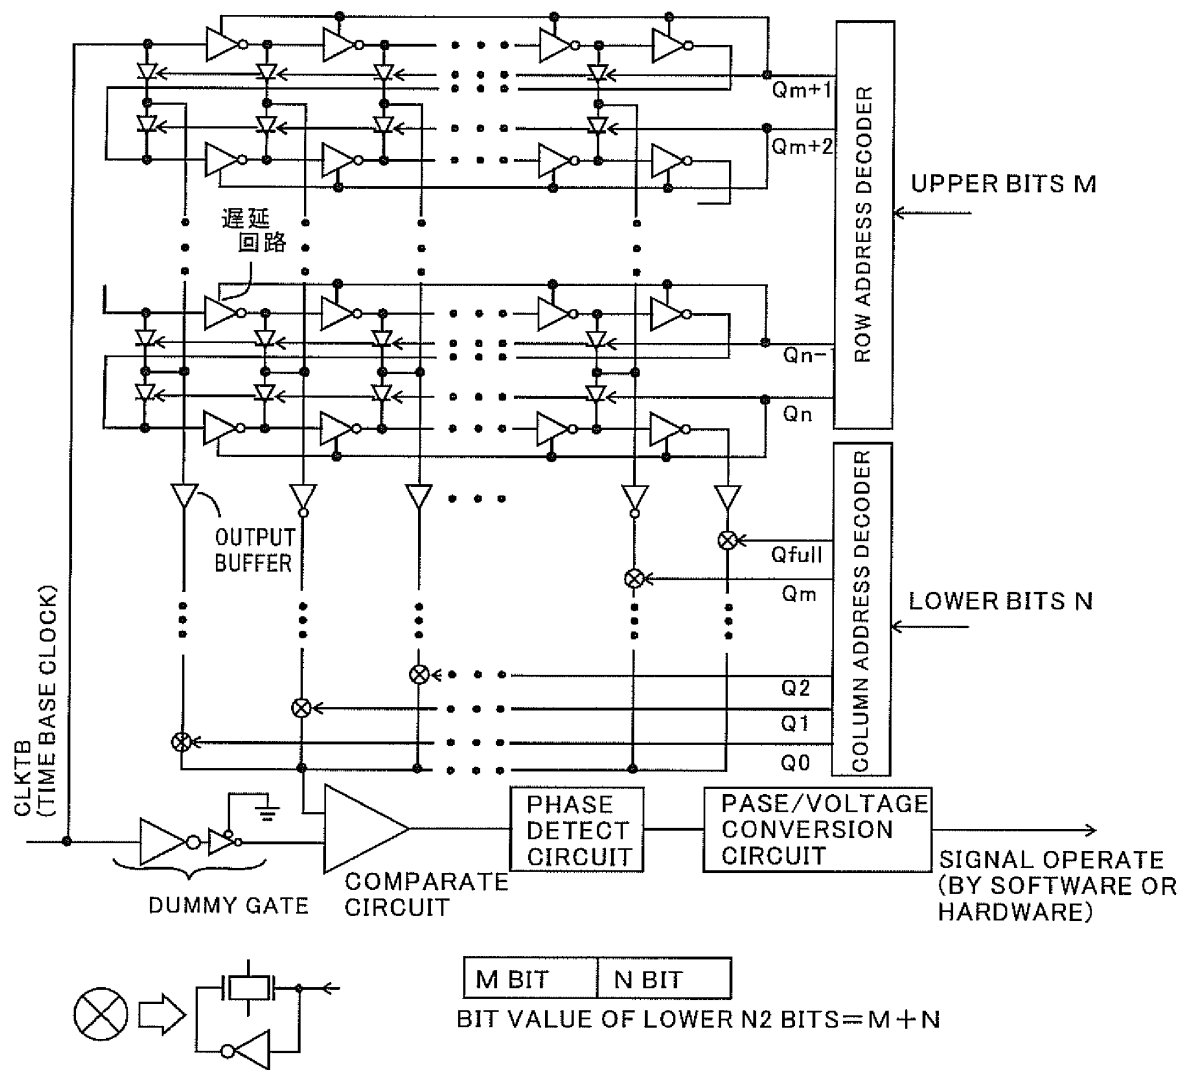 Qm+1
Qm+2
ROW ADDRESS DECODER
UPPER BITS M
遅延
回路
Qn-1
Qn
OUTPUT
BUFFER
Qfull
Qm
COLUMN ADDRESS DECODER
LOWER BITS N
Q2
Q1
Q0
CLKTB
(TIME BASE CLOCK)
DUMMY GATE
COMPARATE
CIRCUIT
PHASE
DETECT
CIRCUIT
PASE/VOLTAGE
CONVERSION
CIRCUIT
SIGNAL OPERATE
(BY SOFTWARE OR
HARDWARE)
M BIT
N BIT
BIT VALUE OF LOWER N2 BITS=M+N